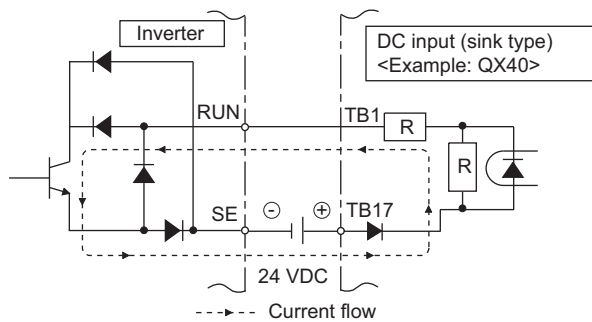 Inverter
DC input (sink type)
<Example: QX40>
RUN
TB1
R
R
SE
-
+
TB17
24 VDC
Current flow